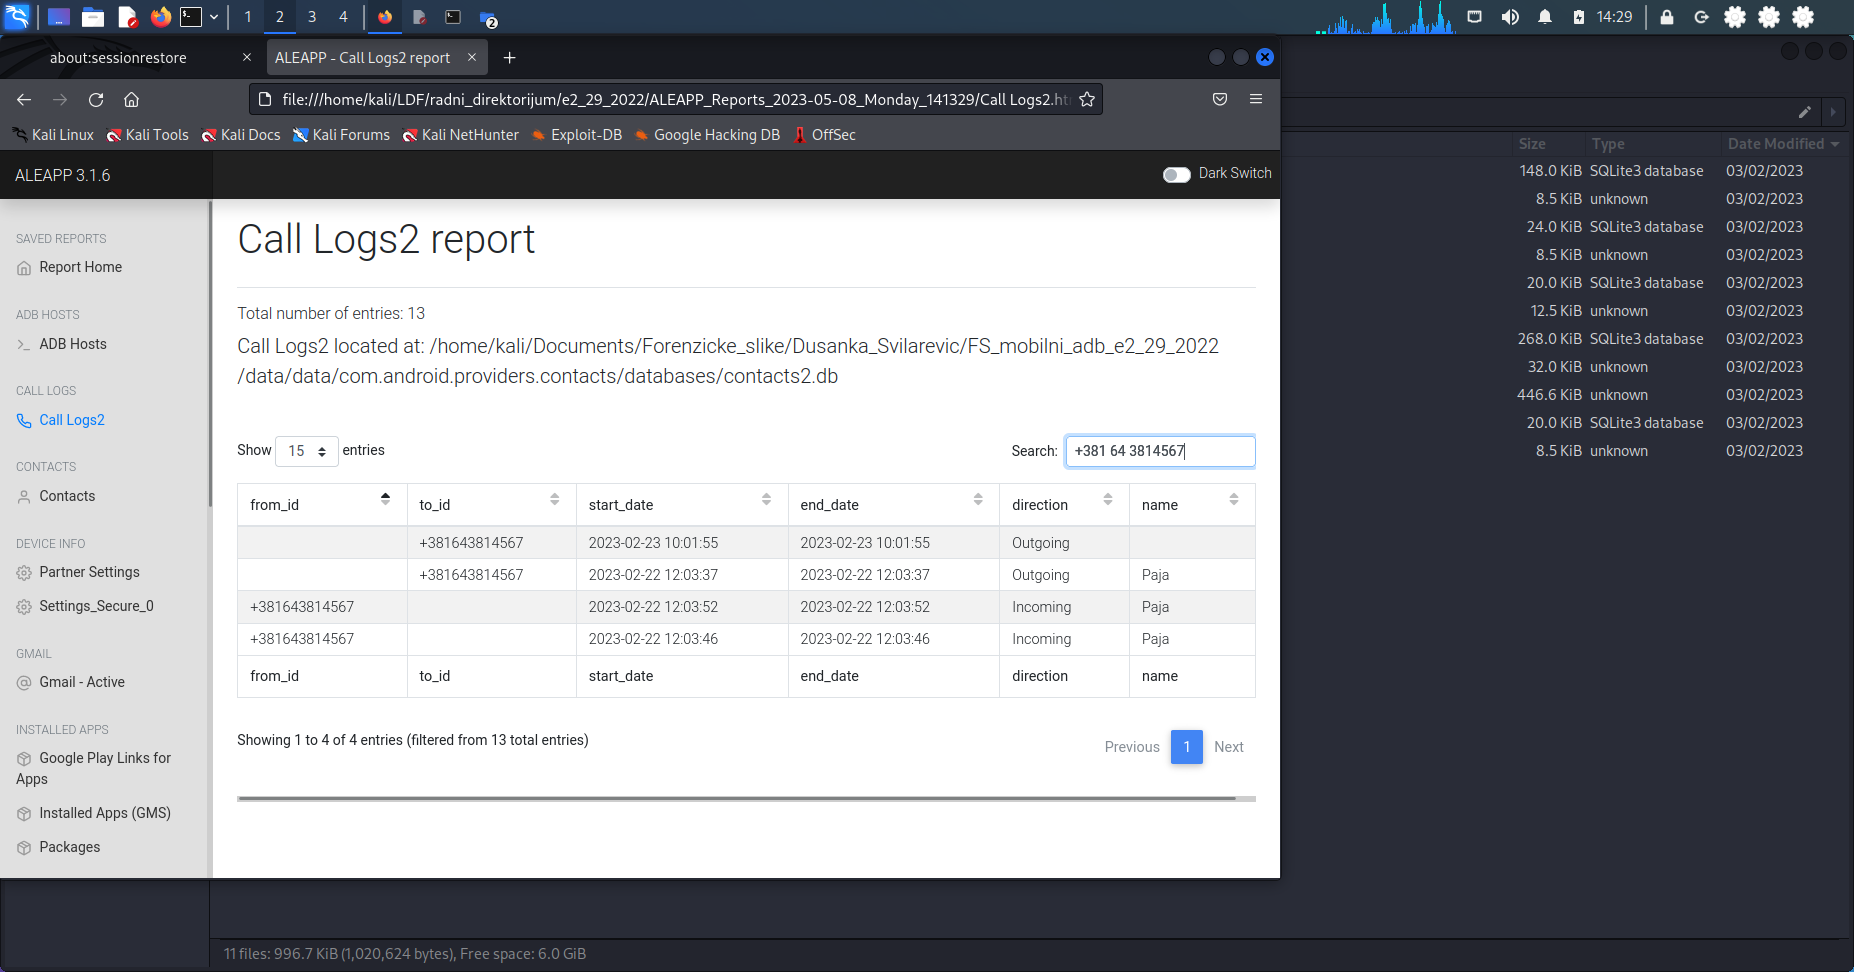 1 2 3 4 2 14:29
about:sessionrestore × ALEAPP - Call Logs2 report × +
file:///home/kali/LDF/radni_direktorijum/e2_29_2022/ALEAPP_Reports_2023-05-08_Monday_141329/Call Logs2.ht
Kali Linux Kali Tools Kali Docs Kali Forums Kali NetHunter Exploit-DB Google Hacking DB OffSec
ALEAPP 3.1.6
Dark Switch
SAVED REPORTS
Report Home
ADB HOSTS
ADB Hosts
CALL LOGS
Call Logs2
CONTACTS
Contacts
DEVICE INFO
Partner Settings
Settings_Secure_0
GMAIL
Gmail - Active
INSTALLED APPS
Google Play Links for
Apps
Installed Apps (GMS)
Packages
Call Logs2 report
Total number of entries: 13
Call Logs2 located at: /home/kali/Documents/Forenzicke_slike/Dusanka_Svilarevic/FS_mobilni_adb_e2_29_2022
/data/data/com.android.providers.contacts/databases/contacts2.db
Show 15 entries
Search: +381 64 3814567
from_id to_id start_date end_date direction name
+381643814567 2023-02-23 10:01:55 2023-02-23 10:01:55 Outgoing
+381643814567 2023-02-22 12:03:37 2023-02-22 12:03:37 Outgoing Paja
+381643814567 2023-02-22 12:03:52 2023-02-22 12:03:52 Incoming Paja
+381643814567 2023-02-22 12:03:46 2023-02-22 12:03:46 Incoming Paja
from_id to_id start_date end_date direction name
Showing 1 to 4 of 4 entries (filtered from 13 total entries)
Previous 1 Next
Size Type Date Modified
148.0 KiB SQLite3 database 03/02/2023
8.5 KiB unknown 03/02/2023
24.0 KiB SQLite3 database 03/02/2023
8.5 KiB unknown 03/02/2023
20.0 KiB SQLite3 database 03/02/2023
12.5 KiB unknown 03/02/2023
268.0 KiB SQLite3 database 03/02/2023
32.0 KiB unknown 03/02/2023
446.6 KiB unknown 03/02/2023
20.0 KiB SQLite3 database 03/02/2023
8.5 KiB unknown 03/02/2023
11 files: 996.7 KiB (1,020,624 bytes), Free space: 6.0 GiB